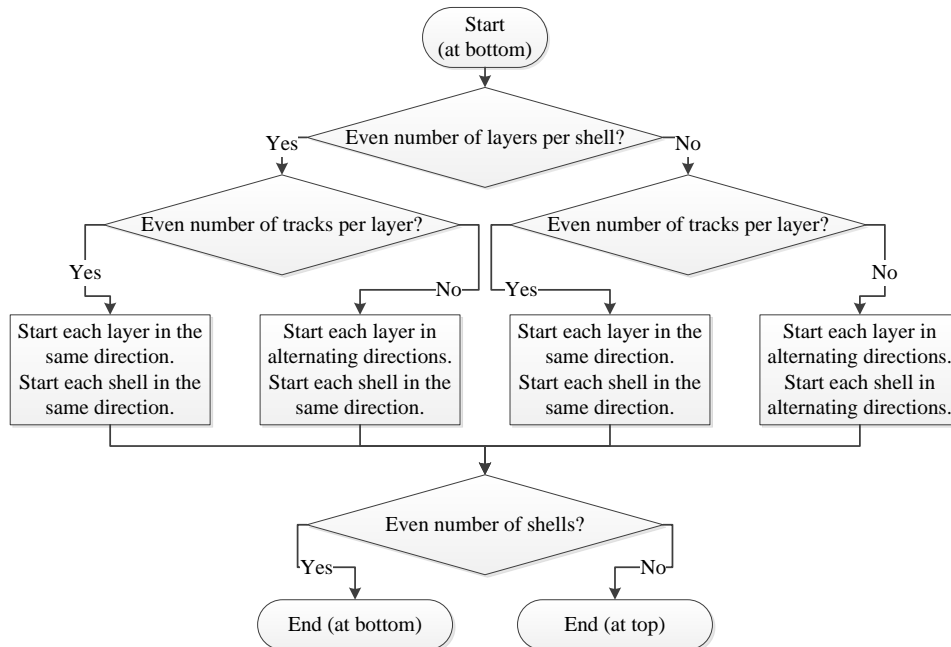 Start
(at bottom)
Even number of layers per shell?
Yes
No
Even number of tracks per layer?
Even number of tracks per layer?
Yes
No
Yes
No
Start each layer in the
same direction.
Start each shell in the
same direction.
Start each layer in
alternating directions.
Start each shell in the
same direction.
Start each layer in the
same direction.
Start each shell in the
same direction.
Start each layer in
alternating directions.
Start each shell in
alternating directions.
Even number of shells?
Yes
No
End (at bottom)
End (at top)